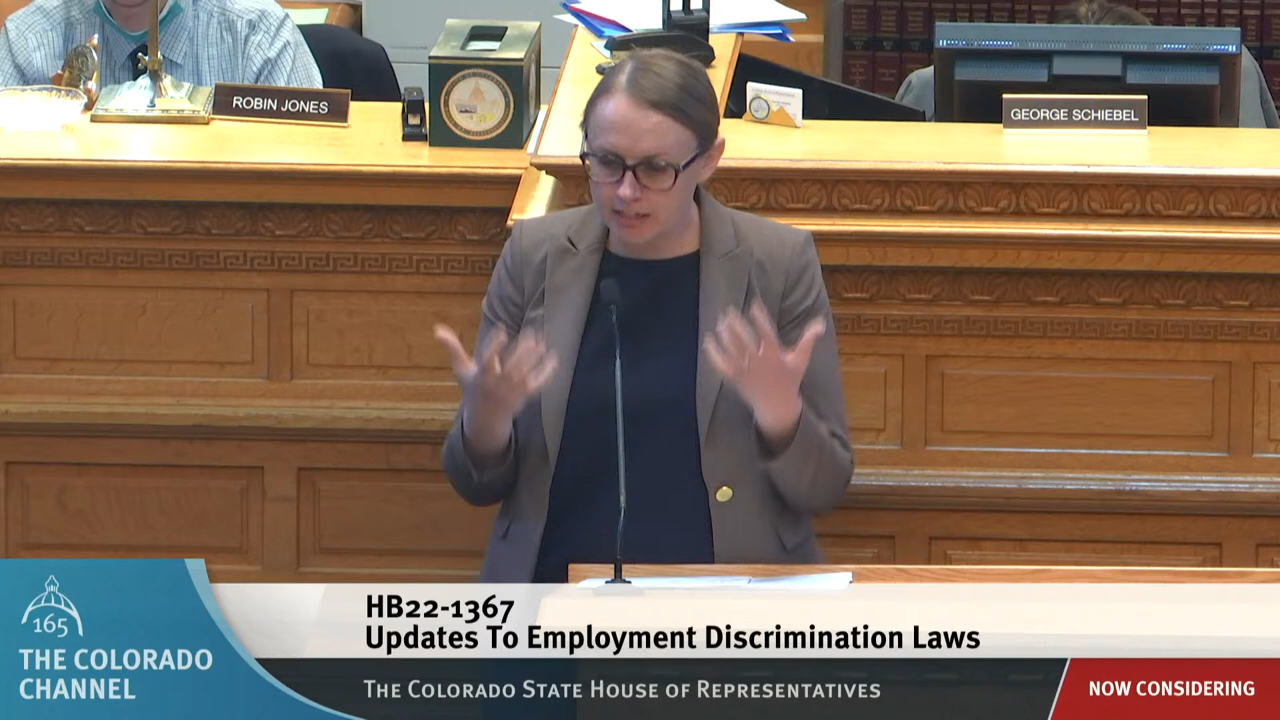 ROBIN JONES
GEORGE SCHIEBEL
165
THE COLORADO
CHANNEL
HB22-1367
Updates To Employment Discrimination Laws
The Colorado State House of Representatives
NOW CONSIDERING